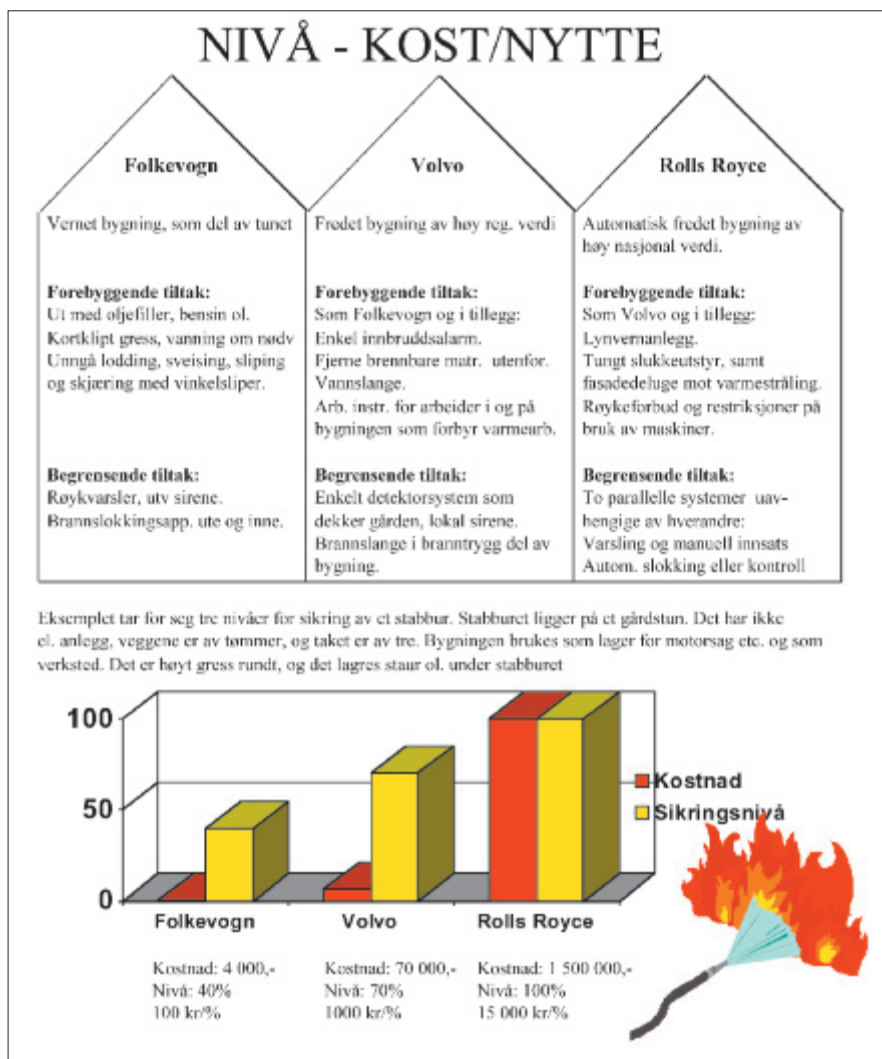 NIVÅ - KOST/NYTTE
Folkevogn
Vernet bygning, som del av tunet
Forebyggende tiltak:
Ut med oljefiller, bensin ol.
Kortklipt gress, vanning om nødv
Unngå lodding, sveising, sliping
og skjæring med vinkelsliper.
Begrensende tiltak:
Røykvarsler, utv sirene.
Brannslokkingsapp. ute og inne.
Volvo
Fredet bygning av høy reg. verdi
Forebyggende tiltak:
Som Folkevogn og i tillegg:
Enkel innbruddsalarm.
Fjerne brennbare matr. utenfor.
Vannslange.
Arb. instr. for arbeider i og på
bygningen som forbyr varmearb.
Begrensende tiltak:
Enkelt detektorsystem som
dekker gården, lokal sirene.
Brannslange i branntrygg del av
bygning.
Rolls Royce
Automatisk fredet bygning av
høy nasjonal verdi.
Forebyggende tiltak:
Som Volvo og i tillegg:
Lynvernanlegg.
Tungt slukkeutstyr, samt
fasadedeluge mot varmestråling.
Røykeforbud og restriksjoner på
bruk av maskiner.
Begrensende tiltak:
To parallelle systemer uav-
hengige av hverandre:
Varsling og manuell innsats
Autom. slokking eller kontroll
Eksemplet tar for seg tre nivåer for sikring av et stabbur. Stabburet ligger på et gårdstun. Det har ikke
el. anlegg, veggene er av tømmer, og taket er av tre. Bygningen brukes som lager for motorsag etc. og som
verksted. Det er høyt gress rundt, og det lagres staur ol. under stabburet
100
50
0
Kostnad
Sikringsnivå
Folkevogn
Volvo
Rolls Royce
Kostnad: 4 000,-
Nivå: 40%
100 kr/%
Kostnad: 70 000,-
Nivå: 70%
1000 kr/%
Kostnad: 1 500 000,-
Nivå: 100%
15 000 kr/%